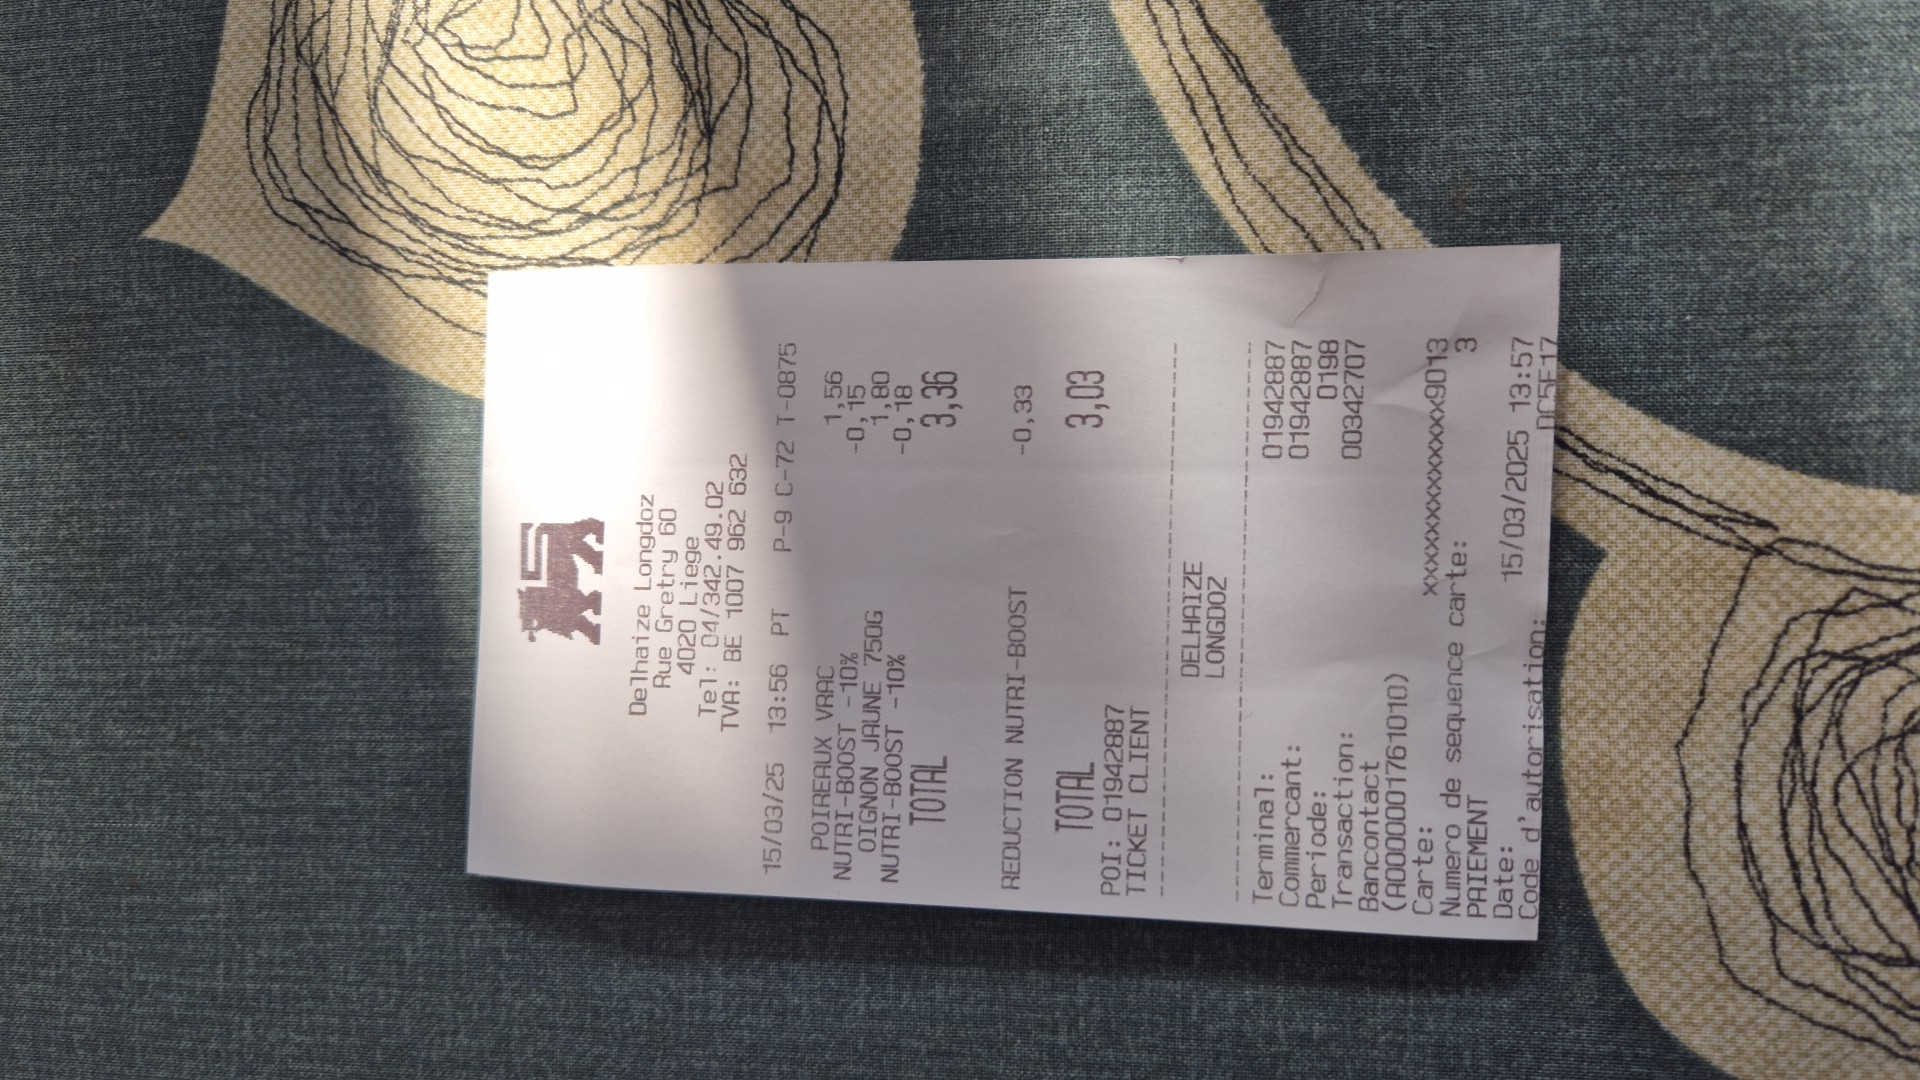 Delhaize Longdoz
Rue Gretry 60
4020 Liege
Tel: 04/342.49.02
TVA: BE 1007 962 632
15/03/25 13:56 PT P-9 C-72 T-0875
POIREAUX VRAC 1,56
NUTRI-BOOST -10% -0,15
OIGNON JAUNE 750G 1,80
NUTRI-BOOST -10% -0,18
TOTAL 3,36
REDUCTION NUTRI-BOOST -0,33
TOTAL 3,03
POI: 01942887
TICKET CLIENT
DELHAIZE
LONGDOZ
Terminal: 01942887
Commercant: 01942887
Periode: 0198
Transaction: 00342707
Bancontact
(A0000001761010)
Carte: xxxxxxxxxxxxxxx9013
Numero de sequence carte: 3
PAIEMENT
Date: 15/03/2025 13:57
Code d'autorisation: